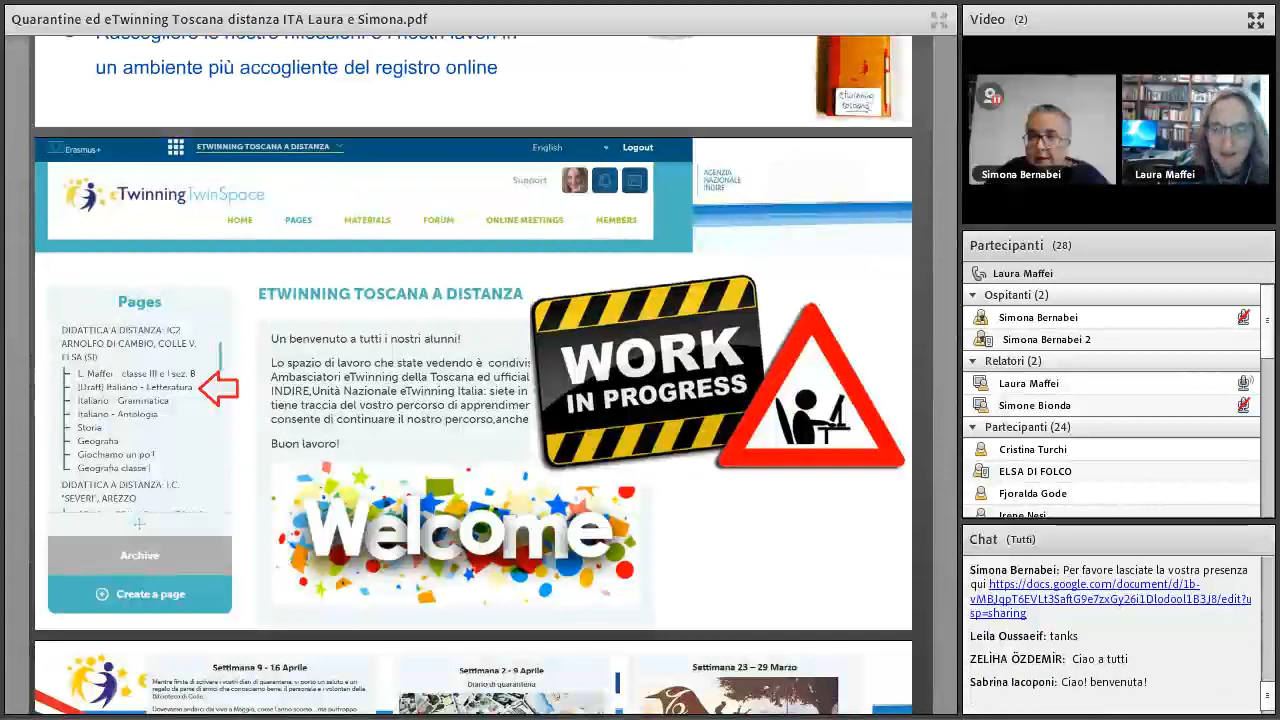 Quarantine ed eTwinning Toscana distanza ITA Laura e Simona.pdf
un ambiente più accogliente del registro online
eTwinning
toscana
Erasmus+
ETWINNING TOSCANA A DISTANZA
English
Logout
eTwinning TwinSpace
Support
AGENZIA
NAZIONALE
INDIRE
HOME
PAGES
MATERIALS
FORUM
ONLINE MEETINGS
MEMBERS
Pages
DIDATTICA A DISTANZA: IC2
ARNOLFO DI CAMBIO, COLLE V.
ELSA (SI)
L. Maffei - classe III e I sez. B
[Draft] Italiano - Letteratura
Italiano - Grammatica
Italiano - Antologia
Storia
Geografia
Giochiamo un po'!
Geografia classe I
DIDATTICA A DISTANZA: I.C.
"SEVERI", AREZZO
Archive
Create a page
ETWINNING TOSCANA A DISTANZA
Un benvenuto a tutti i nostri alunni!
Lo spazio di lavoro che state vedendo è condivis
Ambasciatori eTwinning della Toscana ed ufficial
INDIRE,Unità Nazionale eTwinning Italia: siete in
tiene traccia del vostro percorso di apprendimer
consente di continuare il nostro percorso,anche
Buon lavoro!
WORK
IN PROGRESS
Welcome
Settimana 9 - 16 Aprile
Settimana 2 - 9 Aprile
Diario di quarantena
Settimana 23 – 29 Marzo
Video (2)
Simona Bernabei
Laura Maffei
Partecipanti (28)
Laura Maffei
Ospitanti (2)
Simona Bernabei
Simona Bernabei 2
Relatori (2)
Laura Maffei
Simone Bionda
Partecipanti (24)
Cristina Turchi
ELSA DI FOLCO
Fjoralda Gode
Irene Nesi
Chat (Tutti)
Simona Bernabei: Per favore lasciate la vostra presenza
qui https://docs.google.com/document/d/1b-
vMBJqpT6EVLt3SaftG9e7zxGy26i1Dlodool1B3J8/edit?u
sp=sharing
Leila Oussaeif: tanks
ZELİHA ÖZDEMİR: Ciao a tutti
Sabrina Iacoponi: Ciao! benvenuta!